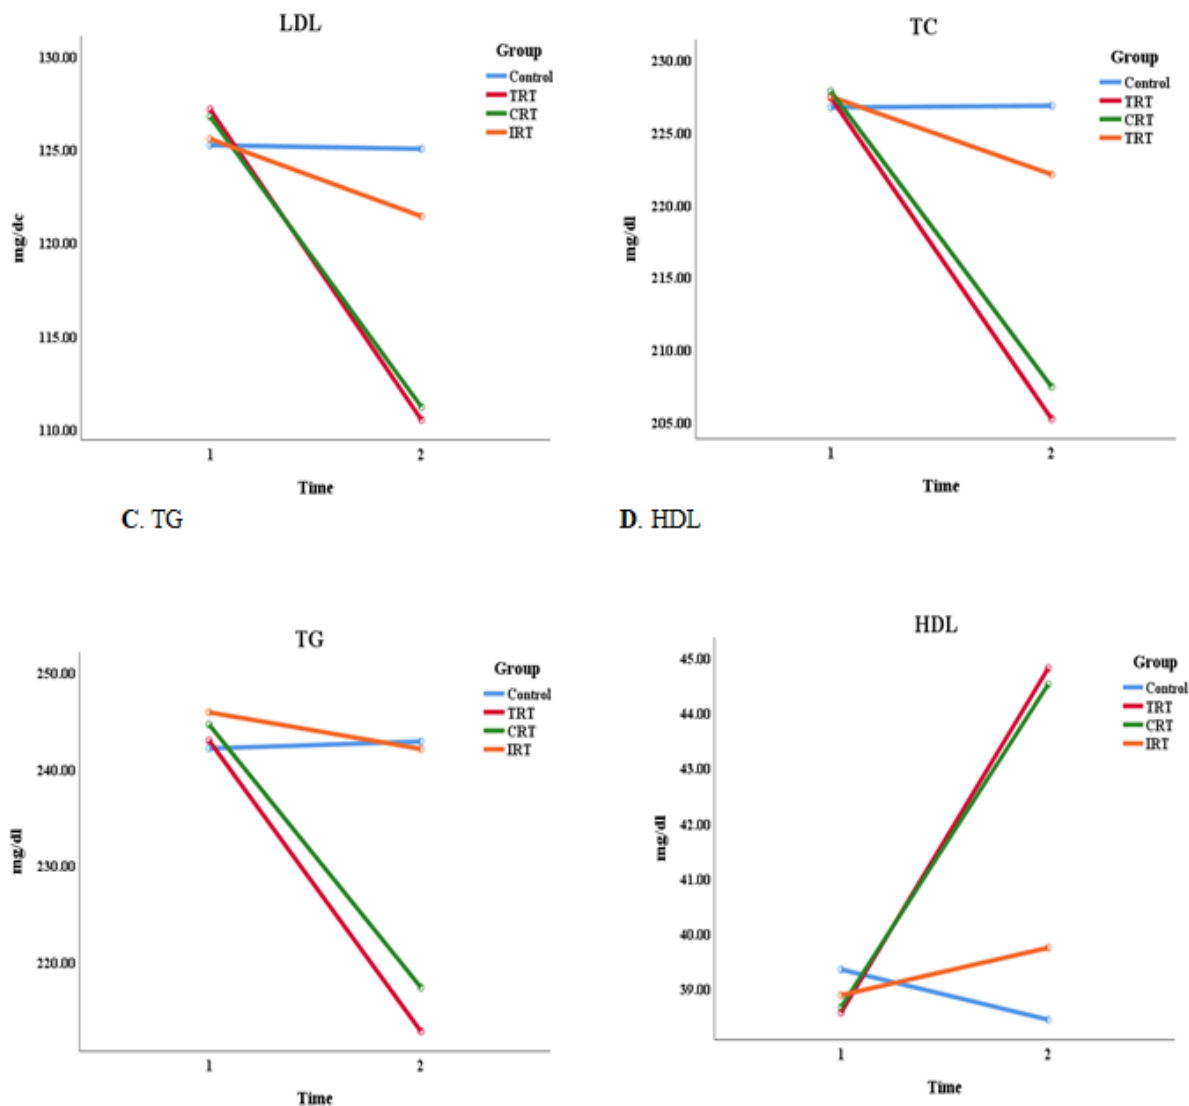 LDL
Group
Control
TRT
CRT
IRT
130.00
125.00
120.00
115.00
110.00
mg/dc
1
2
Time
TC
Group
Control
TRT
CRT
TRT
230.00
225.00
220.00
215.00
210.00
205.00
mg/dl
1
2
Time
C. TG
D. HDL
TG
Group
Control
TRT
CRT
IRT
250.00
240.00
230.00
220.00
mg/dl
1
2
Time
HDL
Group
Control
TRT
CRT
IRT
45.00
44.00
43.00
42.00
41.00
40.00
39.00
mg/dl
1
2
Time